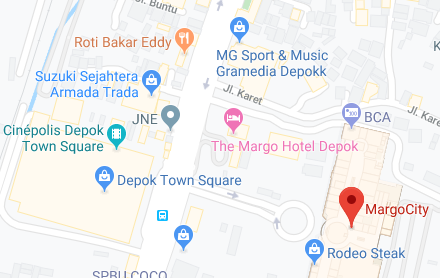 Jl. Buntu
Roti Bakar Eddy
MG Sport & Music
Gramedia Depokk
Suzuki Sejahtera
Armada Trada
Jl. Karet
JNE
BCA
Cinépolis Depok
Town Square
The Margo Hotel Depok
Depok Town Square
MargoCity
Rodeo Steak
SPBU COCO